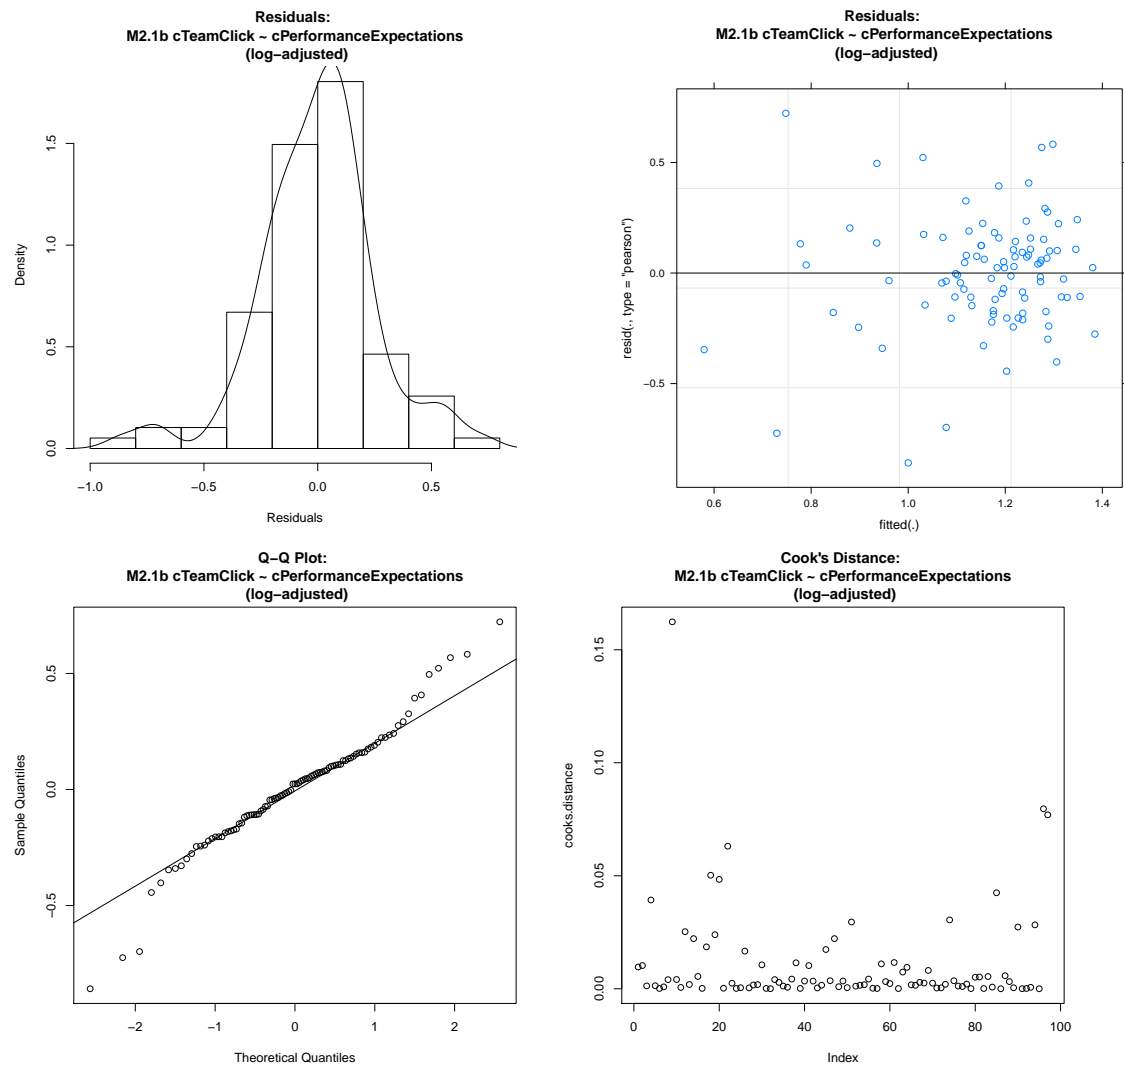 Residuals:
M2.1b cTeamClick ~ cPerformanceExpectations
(log−adjusted)
Density
0.0
0.5
1.0
1.5
−1.0
−0.5
0.0
0.5
Residuals
Residuals:
M2.1b cTeamClick ~ cPerformanceExpectations
(log−adjusted)
resid(., type = "pearson")
0.5
0.0
−0.5
0.6
0.8
1.0
1.2
1.4
fitted(.)
Q−Q Plot:
M2.1b cTeamClick ~ cPerformanceExpectations
(log−adjusted)
Sample Quantiles
−0.5
0.0
0.5
−2
−1
0
1
2
Theoretical Quantiles
Cook's Distance:
M2.1b cTeamClick ~ cPerformanceExpectations
(log−adjusted)
cooks.distance
0.00
0.05
0.10
0.15
0
20
40
60
80
100
Index